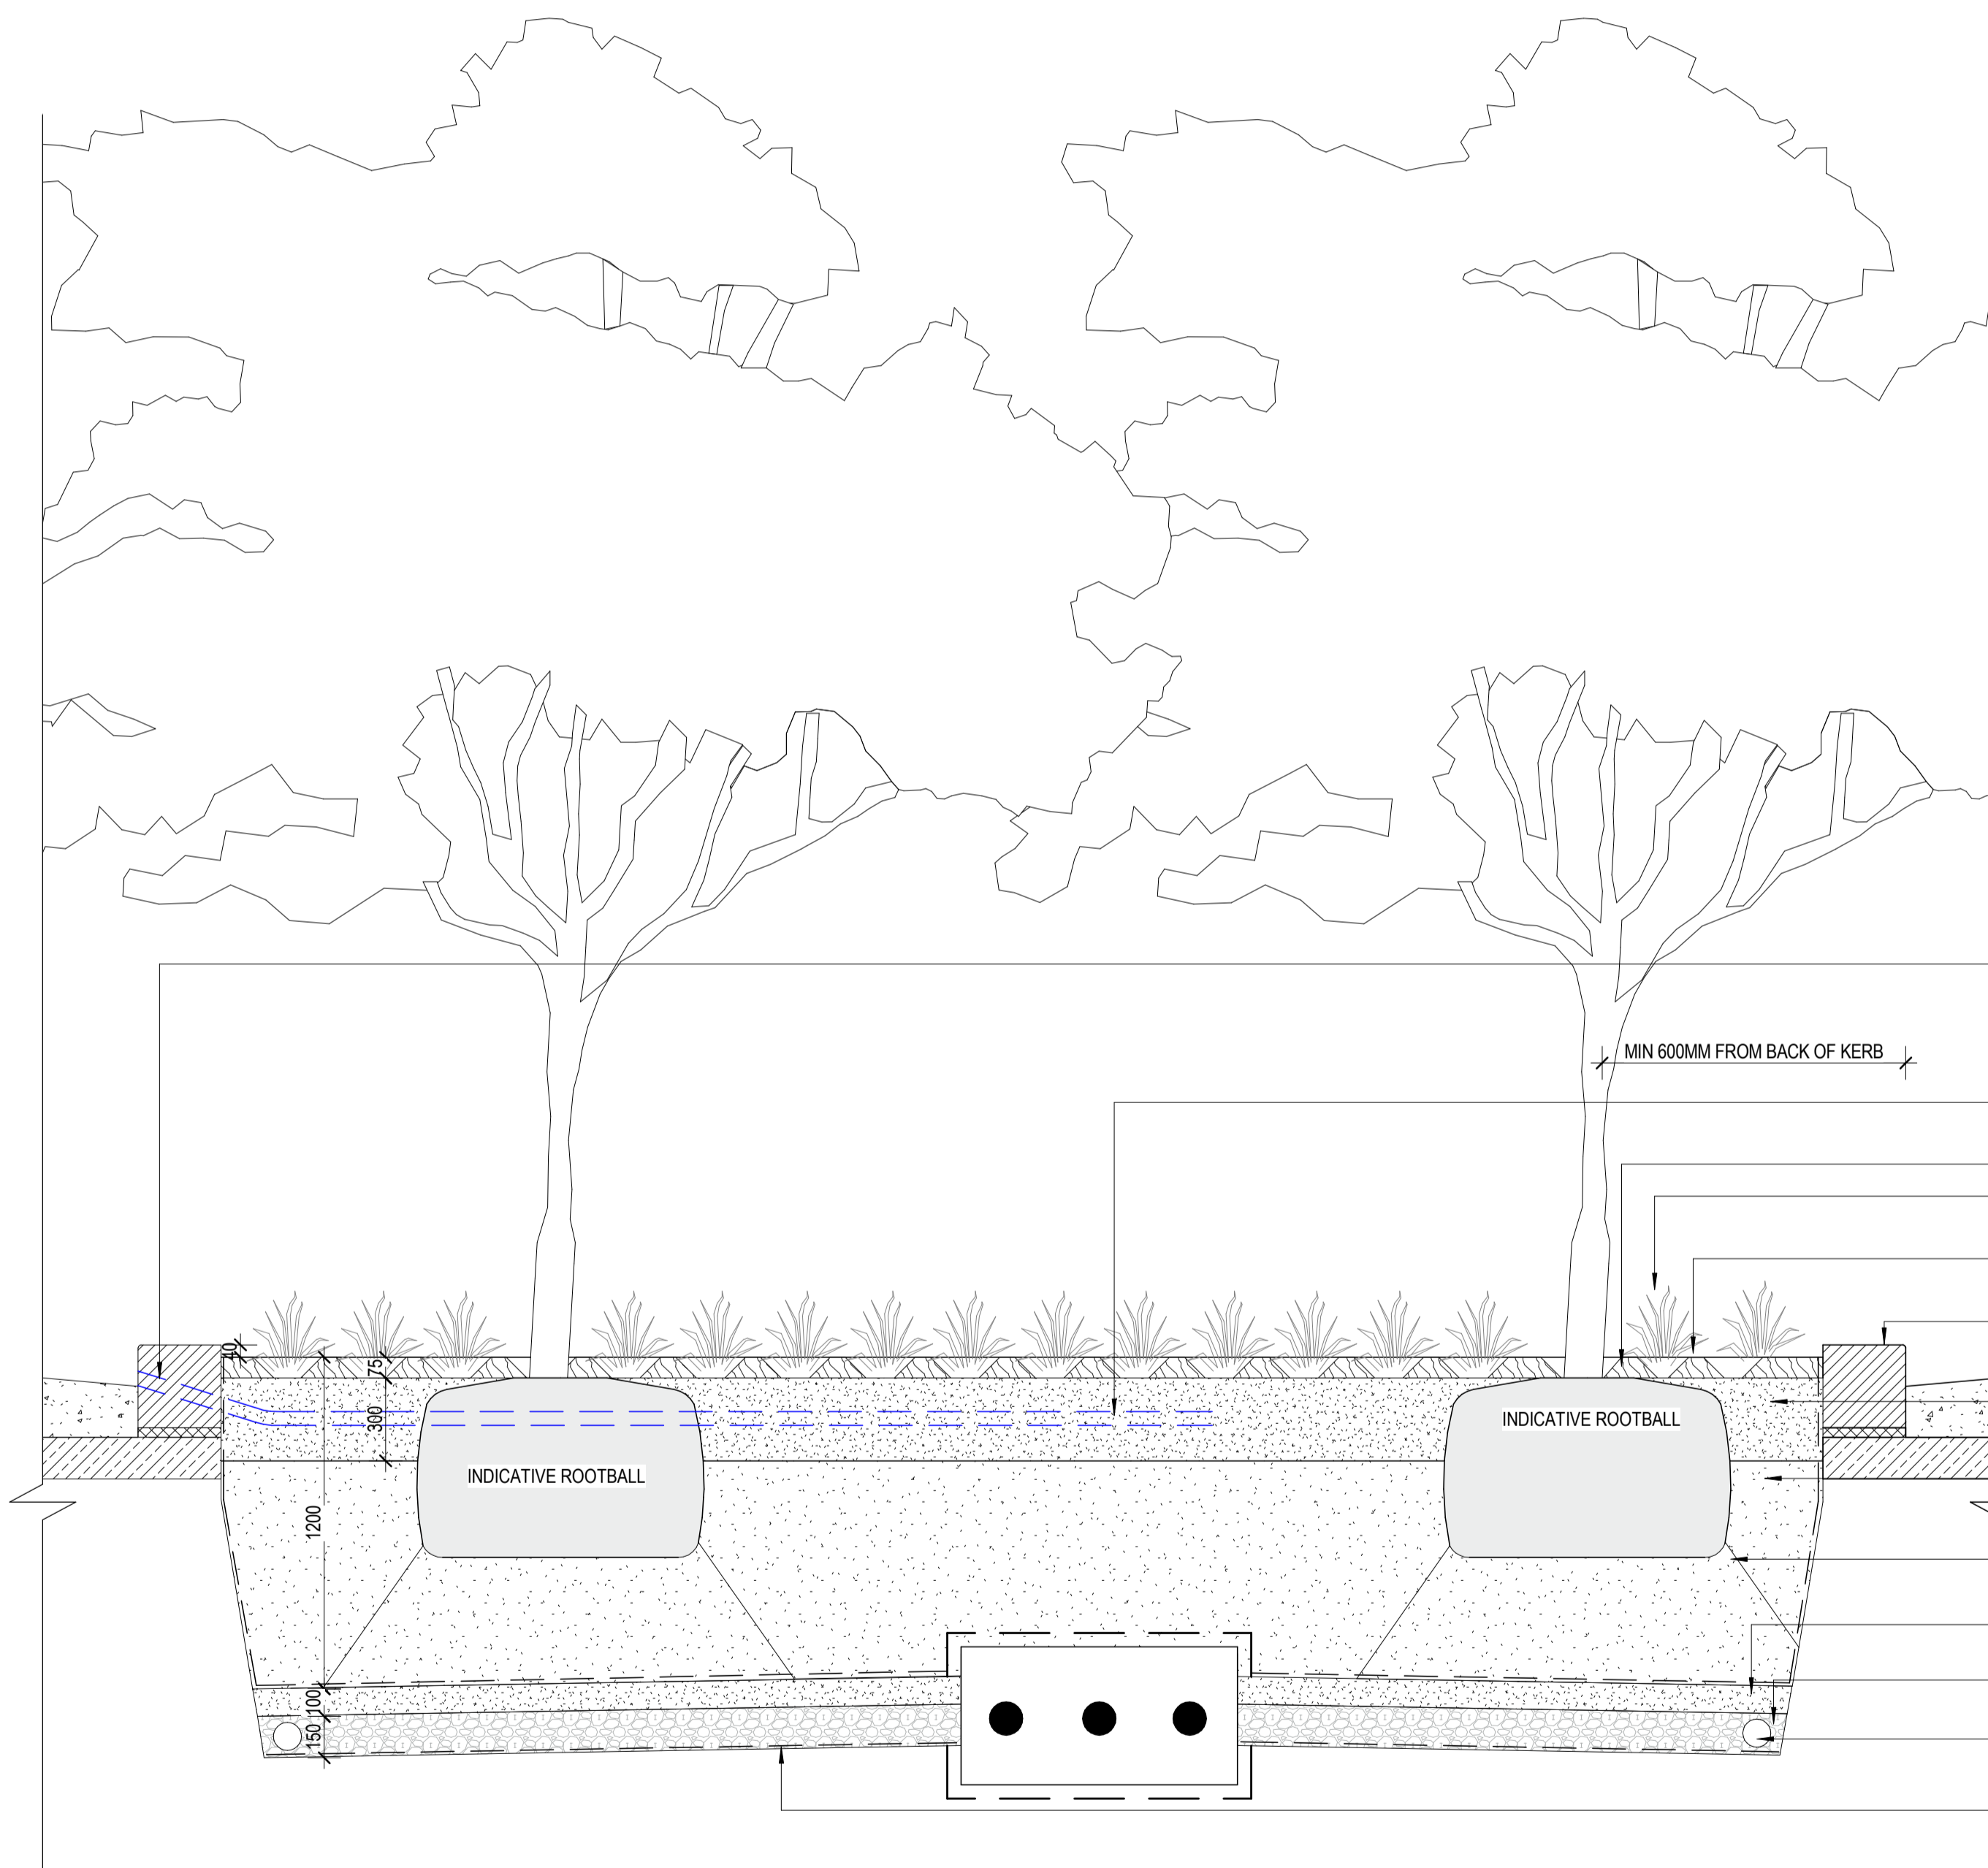 MIN 600MM FROM BACK OF KERB
40
75
300
INDICATIVE ROOTBALL
INDICATIVE ROOTBALL
1200
100
150